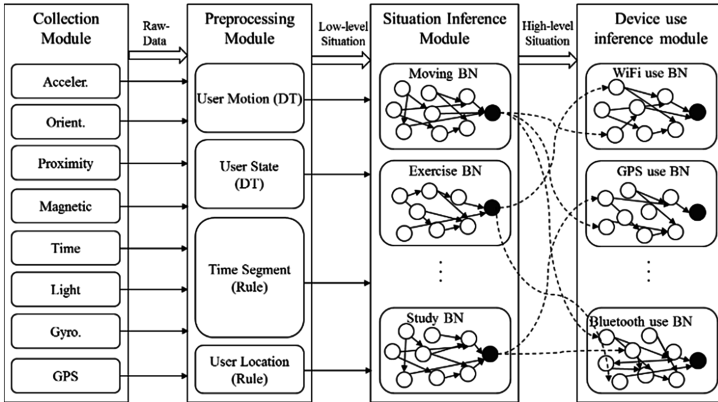 Collection
Module
Raw-
Data
Preprocessing
Module
Low-level
Situation
Situation Inference
Module
High-level
Situation
Device use
inference module
Acceler.
Orient.
Proximity
Magnetic
Time
Light
Gyro.
GPS
User Motion (DT)
User State
(DT)
Time Segment
(Rule)
User Location
(Rule)
Moving BN
Exercise BN
Study BN
WiFi use BN
GPS use BN
Bluetooth use BN